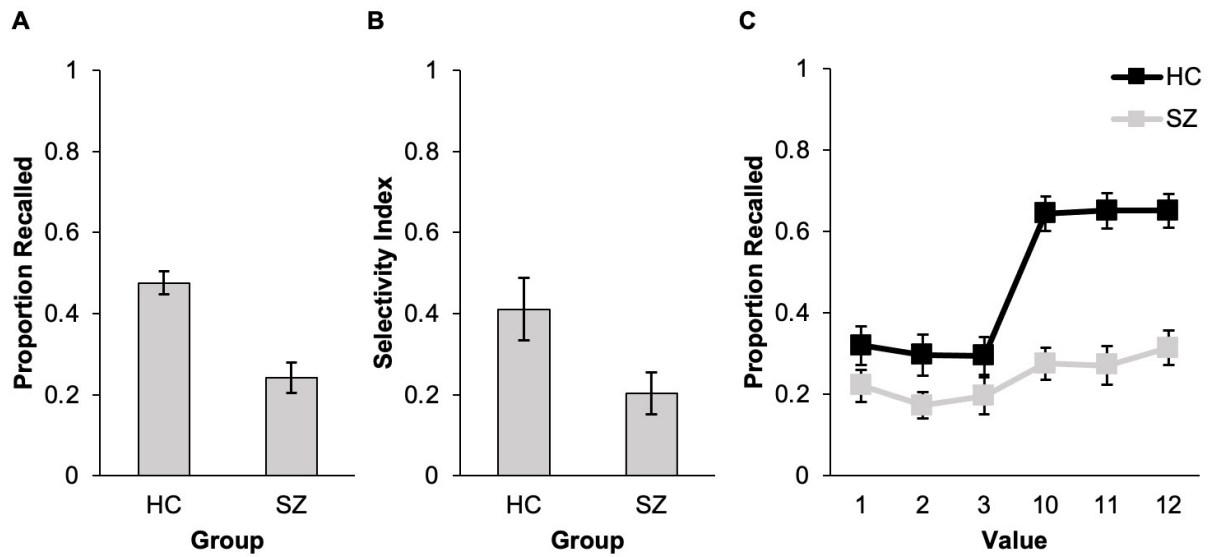 A
Proportion Recalled
1
0.8
0.6
0.4
0.2
0
HC SZ
Group
B
Selectivity Index
1
0.8
0.6
0.4
0.2
0
HC SZ
Group
C
Proportion Recalled
1
0.8
0.6
0.4
0.2
0
1 2 3 10 11 12
Value
HC
SZ